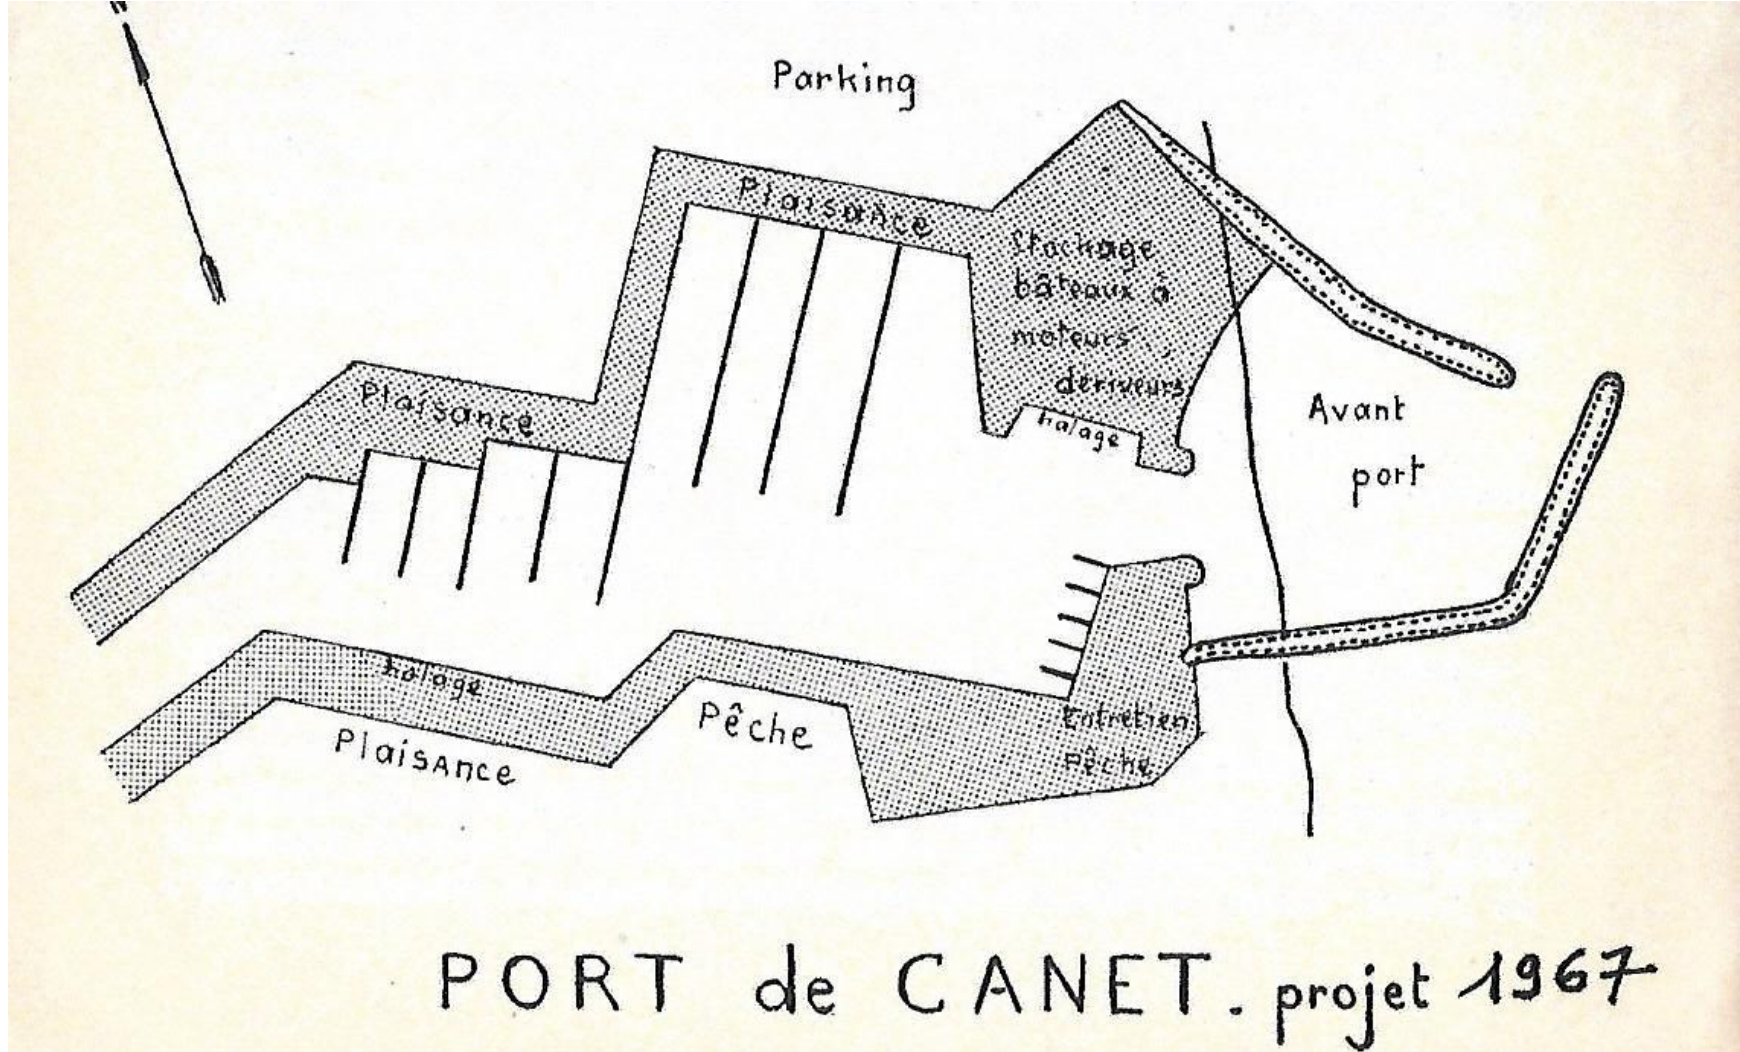 Parking
Plaisance
Stockage
bâteaux à
moteurs
dériveurs
halage
Plaisance
Avant
port
halage
Plaisance
Pêche
Entretien
Pêche
PORT de CANET. projet 1967